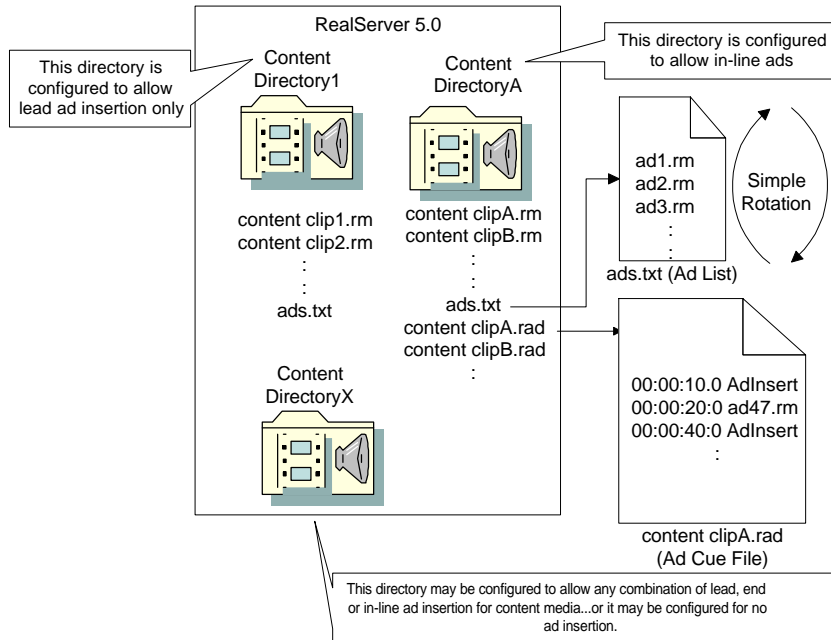 RealServer 5.0
This directory is
configured to allow
lead ad insertion only
Content
Directory1
content clip1.rm
content clip2.rm
:
:
ads.txt
Content
DirectoryA
This directory is configured
to allow in-line ads
content clipA.rm
content clipB.rm
:
:
ads.txt
content clipA.rad
content clipB.rad
:
ad1.rm
ad2.rm
ad3.rm
:
:
ads.txt (Ad List)
Simple
Rotation
00:00:10.0 AdInsert
00:00:20:0 ad47.rm
00:00:40:0 AdInsert
:
content clipA.rad
(Ad Cue File)
Content
DirectoryX
This directory may be configured to allow any combination of lead, end
or in-line ad insertion for content media...or it may be configured for no
ad insertion.